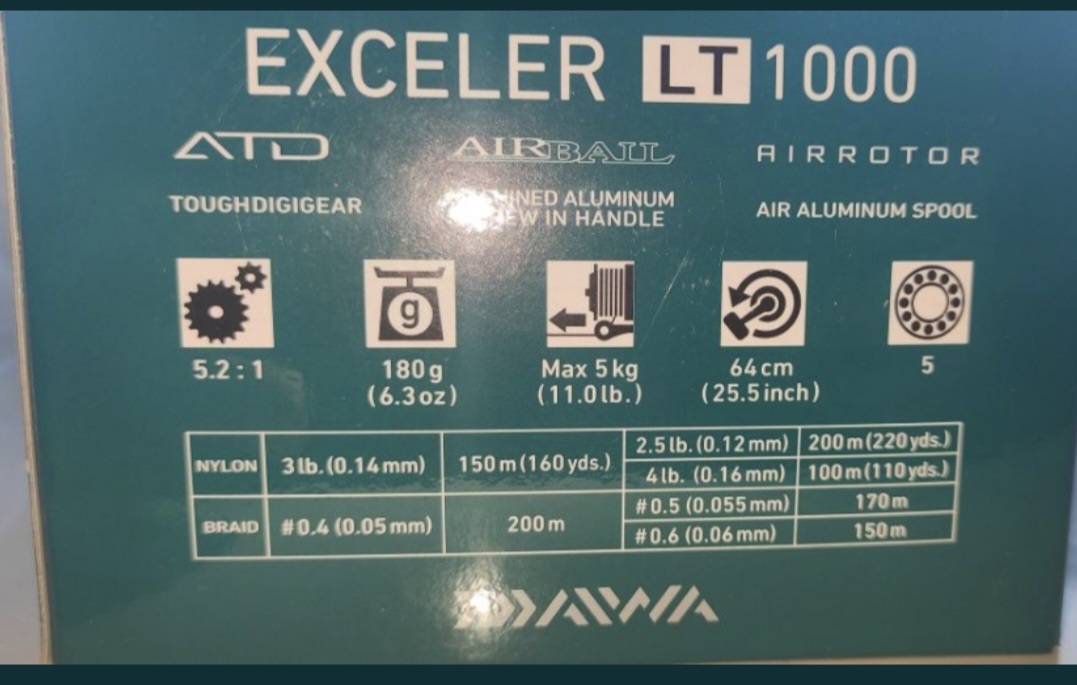 EXCELER LT 1000
ATD AIRBAIL AIRROTOR
TOUGHDIGIGEAR
ALUMINUM
IN HANDLE
AIR ALUMINUM SPOOL
g
5.2 : 1
180g
(6.3oz)
Max 5kg
(11.0lb.)
64cm
(25.5inch)
5
NYLON 3lb. (0.14mm) 150m(160yds.) 2.5lb. (0.12mm) 200m(220yds.)
4lb. (0.16mm) 100m(110yds.)
BRAID #0.4 (0.05mm) 200m #0.5 (0.055mm) 170m
#0.6 (0.06mm) 150m
DAIWA